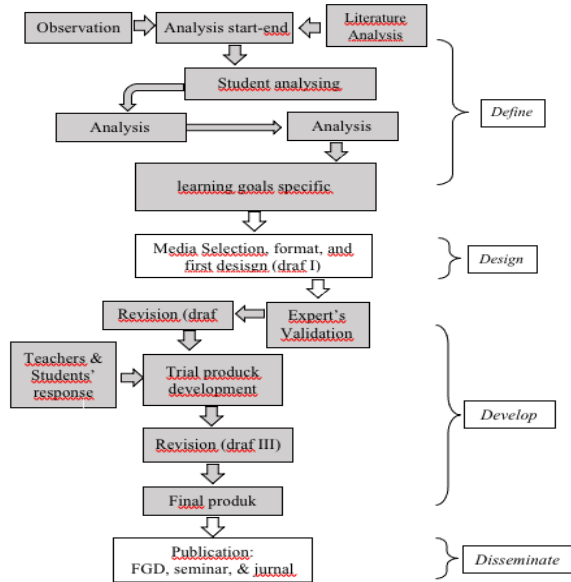 Observation
Analysis start-end
Literature
Analysis
Student analysing
Analysis
Analysis
Define
learning goals specific
Media Selection, format, and
first desisgn (draf I)
Design
Revision (draf
Expert's
Validation
Teachers &
Students'
response
Trial produck
development
Develop
Revision (draf III)
Final produk
Publication:
FGD, seminar, & jurnal
Disseminate